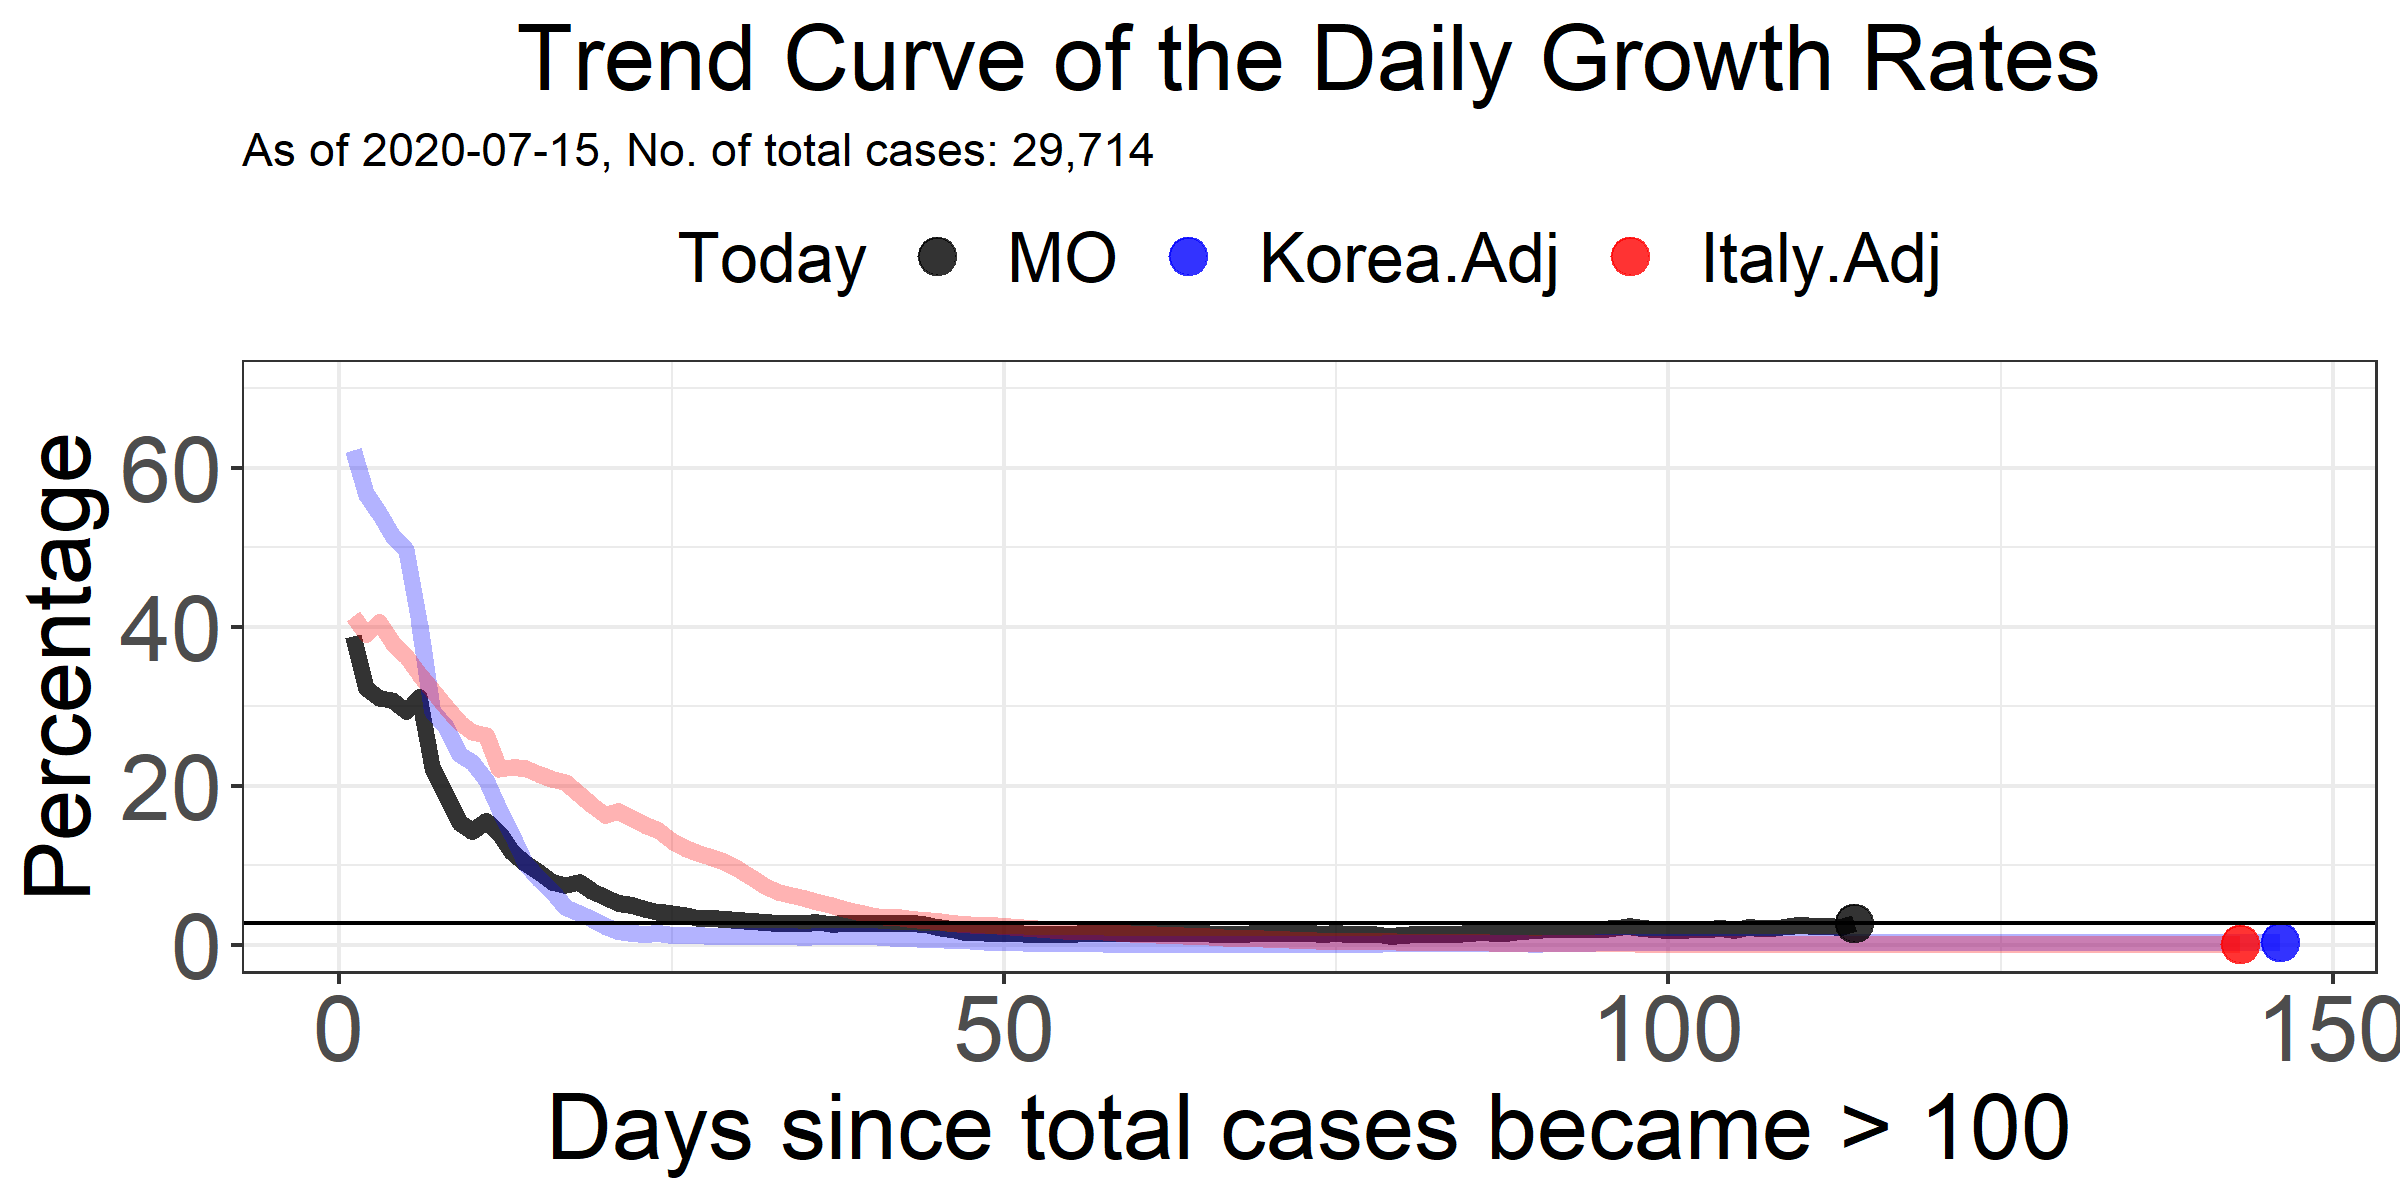 Trend Curve of the Daily Growth Rates
As of 2020-07-15, No. of total cases: 29,714
Today MO Korea.Adj Italy.Adj
Percentage
60
40
20
0
0 50 100 150
Days since total cases became > 100